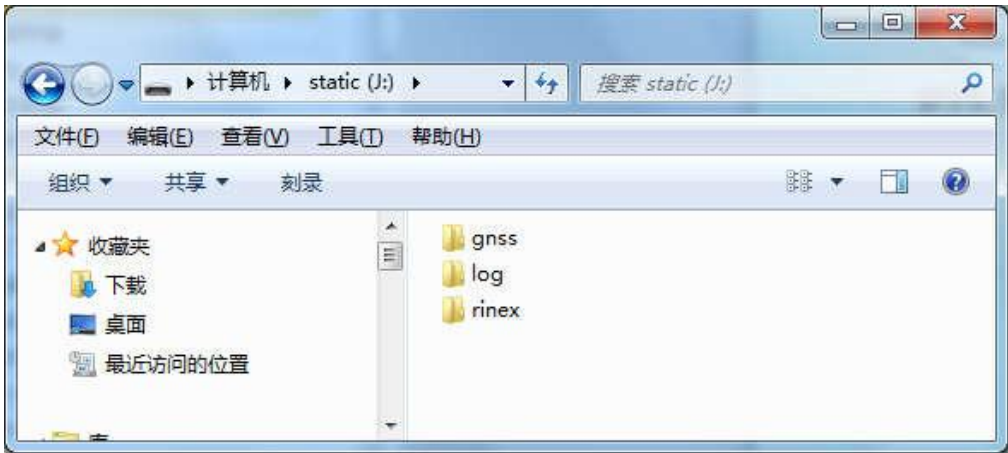 计算机 static (J:)
搜索 static (J:)
文件(F) 编辑(E) 查看(V) 工具(T) 帮助(H)
组织 共享 刻录
收藏夹
下载
桌面
最近访问的位置
gnss
log
rinex